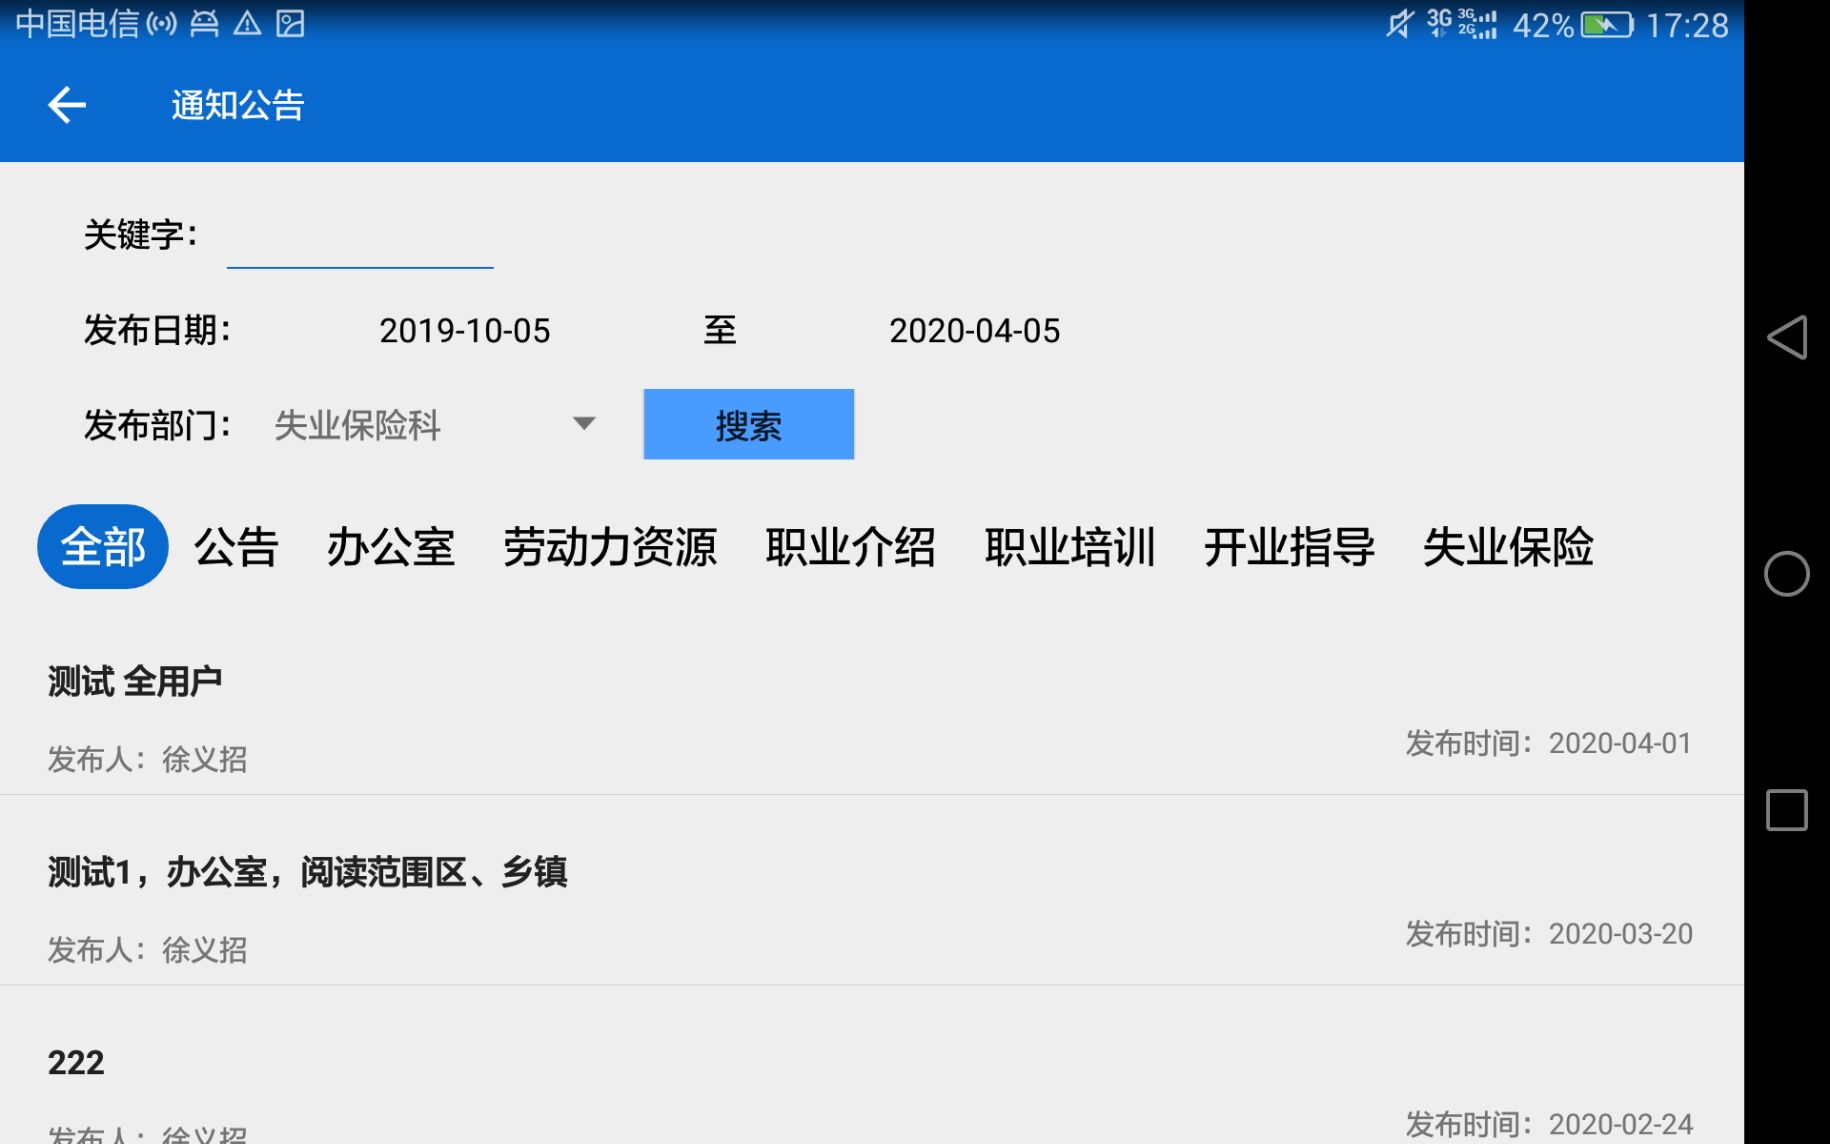 中国电信 3G 3G 2G 42% 17:28
通知公告
关键字：
发布日期： 2019-10-05 至 2020-04-05
发布部门： 失业保险科 搜索
全部 公告 办公室 劳动力资源 职业介绍 职业培训 开业指导 失业保险
测试 全用户
发布人：徐义招 发布时间：2020-04-01
测试1，办公室，阅读范围区、乡镇
发布人：徐义招 发布时间：2020-03-20
222
发布人：徐义招 发布时间：2020-02-24